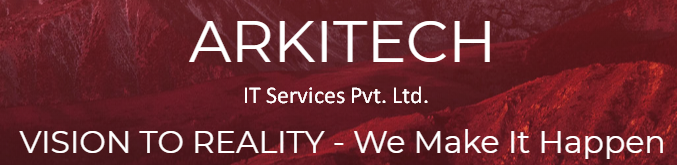 ARKITECH
IT Services Pvt. Ltd.
VISION TO REALITY - We Make It Happen